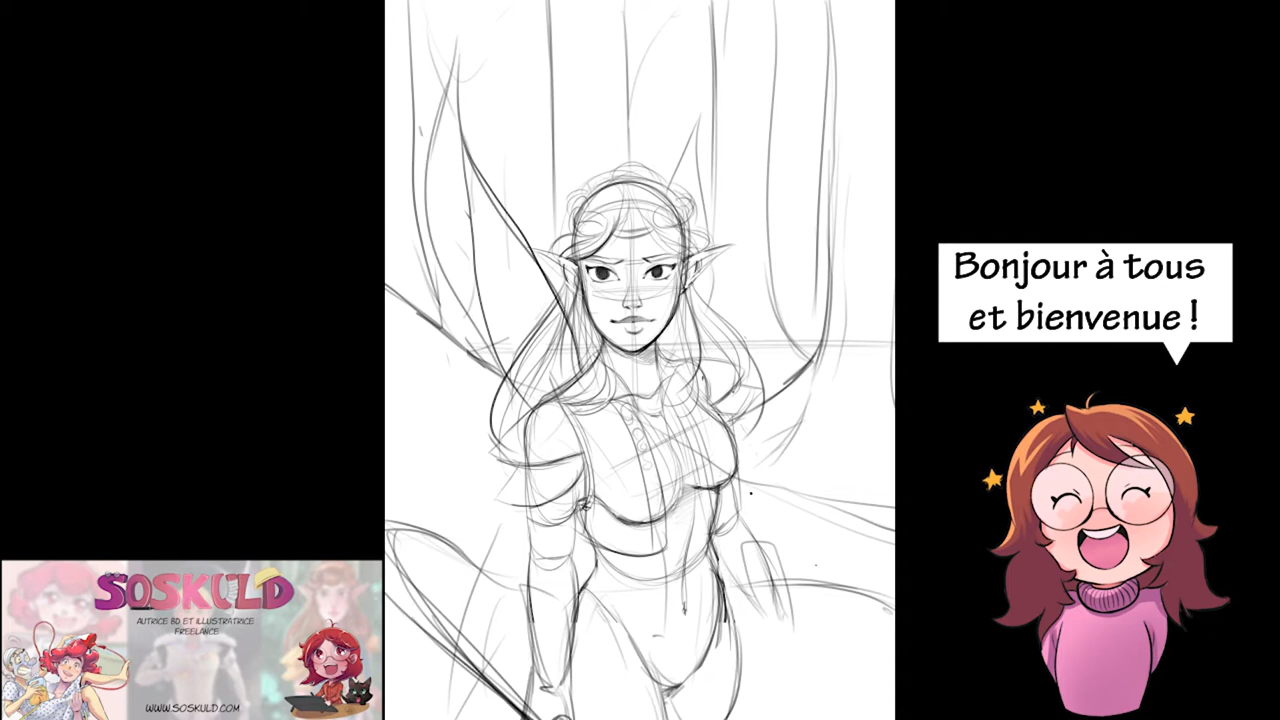 Bonjour à tous
et bienvenue !
SOSKULD
AUTRICE BD ET ILLUSTRATRICE
FREELANCE
WWW.SOSKULD.COM